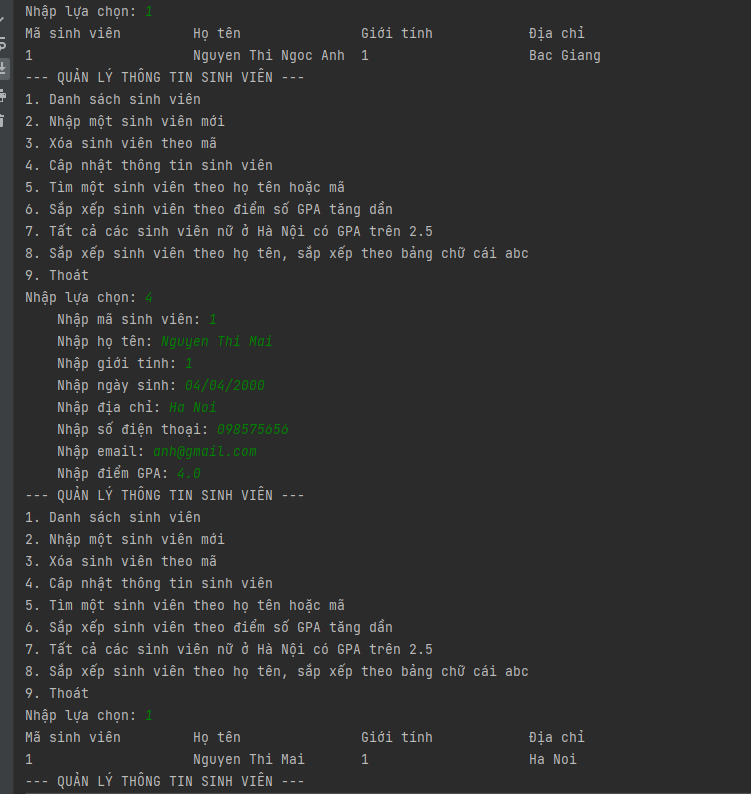 Nhập lựa chọn: 1
Mã sinh viên Họ tên Giới tính Địa chỉ
1 Nguyen Thi Ngoc Anh 1 Bac Giang
--- QUẢN LÝ THÔNG TIN SINH VIÊN ---
1. Danh sách sinh viên
2. Nhập một sinh viên mới
3. Xóa sinh viên theo mã
4. Câp nhật thông tin sinh viên
5. Tìm một sinh viên theo họ tên hoặc mã
6. Sắp xếp sinh viên theo điểm số GPA tăng dần
7. Tất cả các sinh viên nữ ở Hà Nội có GPA trên 2.5
8. Sắp xếp sinh viên theo họ tên, sắp xếp theo bảng chữ cái abc
9. Thoát
Nhập lựa chọn: 4
Nhập mã sinh viên: 1
Nhập họ tên: Nguyen Thi Mai
Nhập giới tính: 1
Nhập ngày sinh: 04/04/2000
Nhập địa chỉ: Ha Noi
Nhập số điện thoại: 098575656
Nhập email: anh@gmail.com
Nhập điểm GPA: 4.0
--- QUẢN LÝ THÔNG TIN SINH VIÊN ---
1. Danh sách sinh viên
2. Nhập một sinh viên mới
3. Xóa sinh viên theo mã
4. Câp nhật thông tin sinh viên
5. Tìm một sinh viên theo họ tên hoặc mã
6. Sắp xếp sinh viên theo điểm số GPA tăng dần
7. Tất cả các sinh viên nữ ở Hà Nội có GPA trên 2.5
8. Sắp xếp sinh viên theo họ tên, sắp xếp theo bảng chữ cái abc
9. Thoát
Nhập lựa chọn: 1
Mã sinh viên Họ tên Giới tính Địa chỉ
1 Nguyen Thi Mai 1 Ha Noi
--- QUẢN LÝ THÔNG TIN SINH VIÊN ---